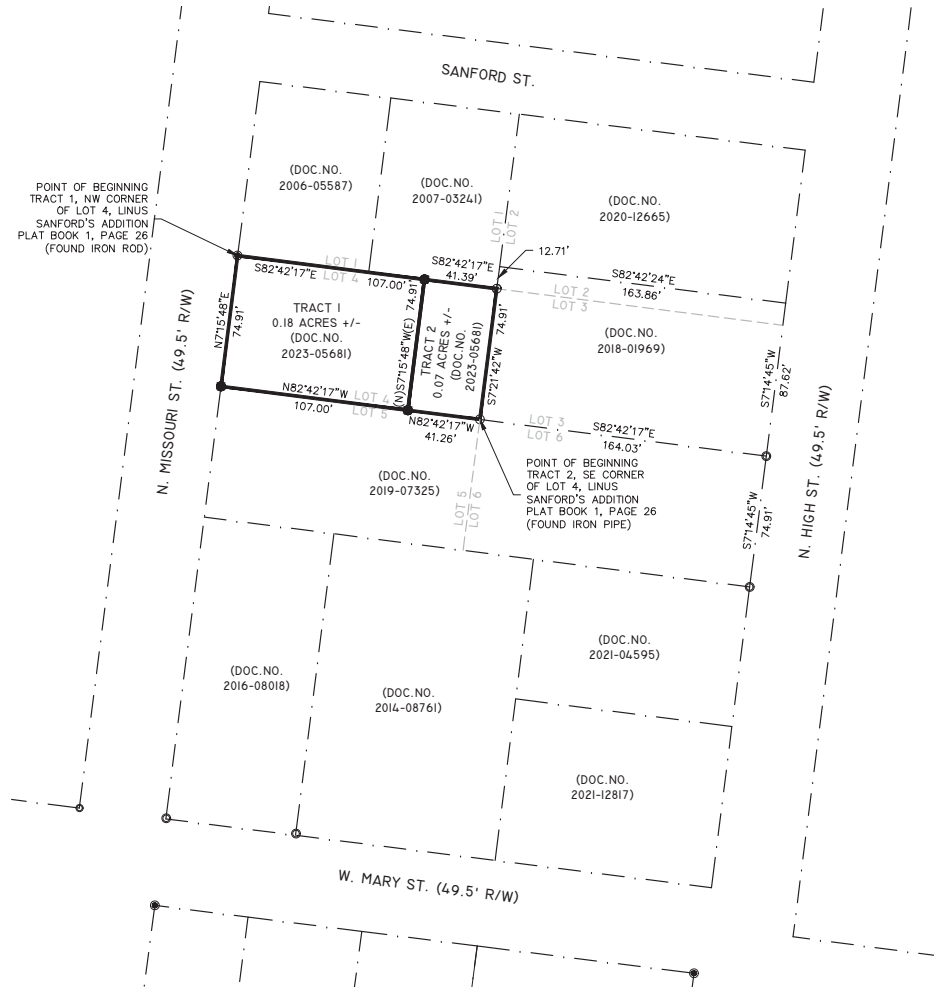 SANFORD ST.
(DOC.NO.
2006-05587)
(DOC.NO.
2007-03241)
(DOC.NO.
2020-12665)
POINT OF BEGINNING
TRACT 1, NW CORNER
OF LOT 4, LINUS
SANFORD'S ADDITION
PLAT BOOK 1, PAGE 26
(FOUND IRON ROD)
LOT 1
LOT 2
12.71'
LOT 1
LOT 4
S82°42'17"E
107.00'
S82°42'17"E
41.39'
S82°42'24"E
163.86'
LOT 2
LOT 3
N7°15'48"E
74.91'
TRACT 1
0.18 ACRES +/-
(DOC.NO.
2023-05681)
(N)S7°15'48"W(E)
74.91'
TRACT 2
0.07 ACRES +/-
(DOC.NO.
2023-05681)
S7°21'42"W
74.91'
(DOC.NO.
2018-01969)
S7°14'45"W
87.62'
N. MISSOURI ST. (49.5' R/W)
N82°42'17"W
107.00'
LOT 4
LOT 5
N82°42'17"W
41.26'
LOT 3
LOT 6
S82°42'17"E
164.03'
N. HIGH ST. (49.5' R/W)
(DOC.NO.
2019-07325)
LOT 5
LOT 6
POINT OF BEGINNING
TRACT 2, SE CORNER
OF LOT 4, LINUS
SANFORD'S ADDITION
PLAT BOOK 1, PAGE 26
(FOUND IRON PIPE)
S7°14'45"W
74.91'
(DOC.NO.
2016-08018)
(DOC.NO.
2014-08761)
(DOC.NO.
2021-04595)
(DOC.NO.
2021-12817)
W. MARY ST. (49.5' R/W)